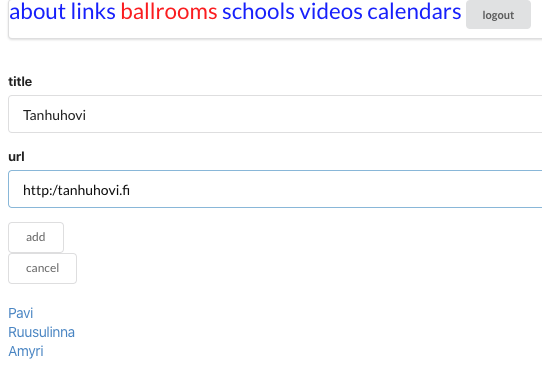 about links ballrooms schools videos calendars logout
title
Tanhuhovi
url
http:/tanhuhovi.fi
add
cancel
Pavi
Ruusulinna
Amyri